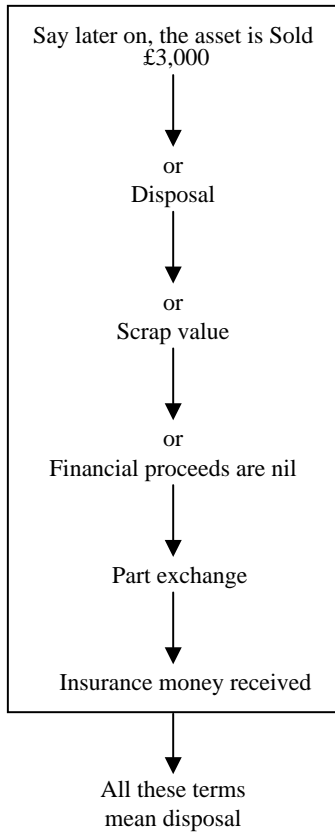 Say later on, the asset is Sold
£3,000
or
Disposal
or
Scrap value
or
Financial proceeds are nil
Part exchange
Insurance money received
All these terms
mean disposal